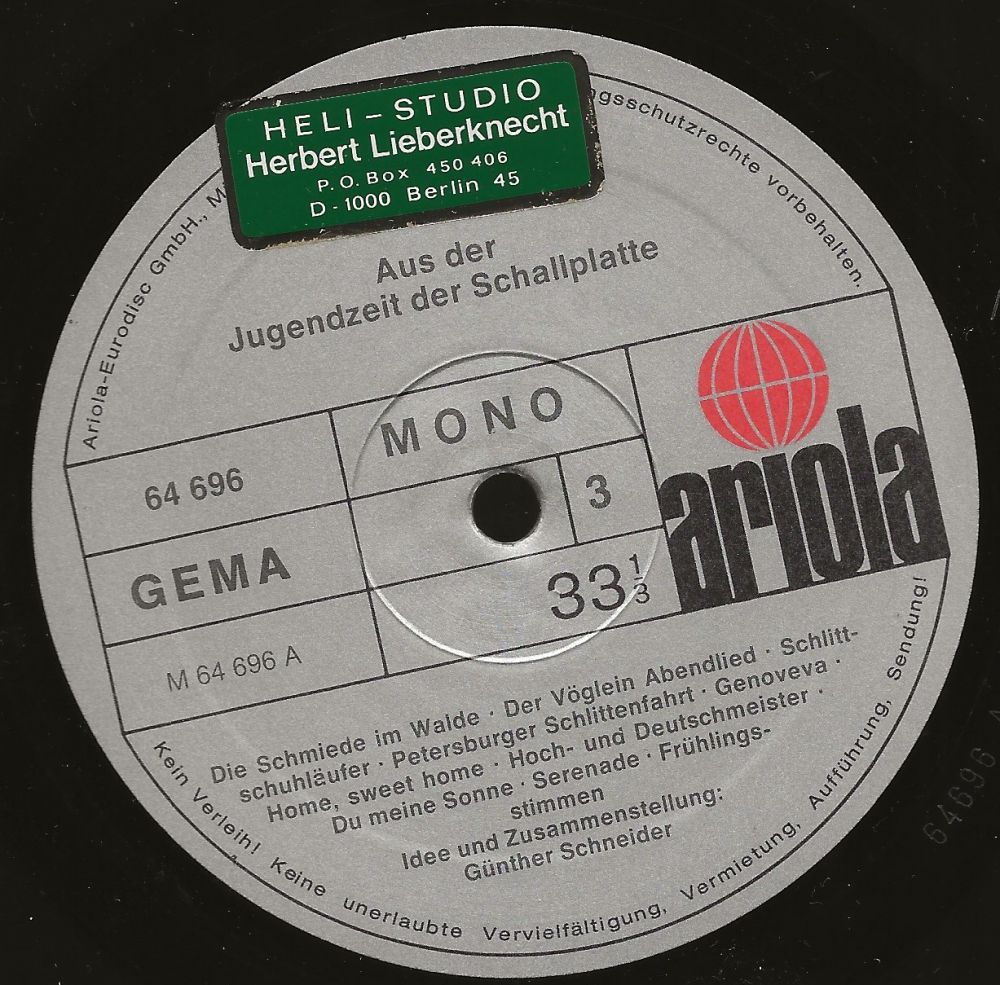 HELI - STUDIO
Herbert Lieberknecht
P.O. Box 450 406
D - 1000 Berlin 45
Ariola-Eurodisc GmbH.,
vorbehalten.
Aus der
Jugendzeit der Schallplatte
MONO
64 696
3
GEMA
33 1/3
M 64 696 A
ariola
Die Schmiede im Walde · Der Vöglein Abendlied · Schlitt-
schuhläufer · Petersburger Schlittenfahrt · Genoveva ·
Home, sweet home · Hoch- und Deutschmeister ·
Du meine Sonne · Serenade · Frühlings-
stimmen
Idee und Zusammenstellung:
Günther Schneider
Kein Verleih! Keine unerlaubte Vervielfältigung, Vermietung, Aufführung, Sendung!
64696